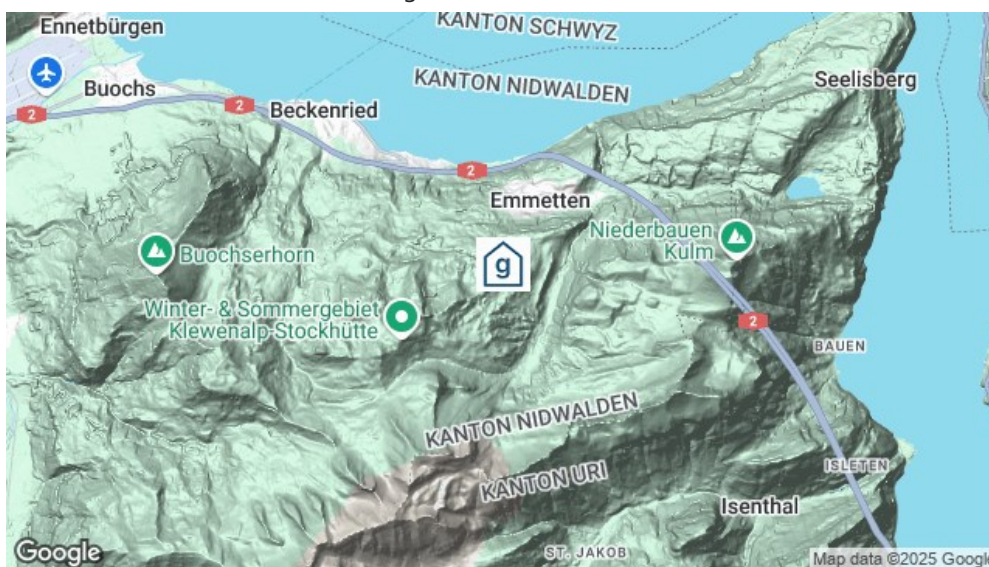 Ennetbürgen
KANTON SCHWYZ
KANTON NIDWALDEN
Seelisberg
Buochs
2
2
Beckenried
2
Emmetten
Niederbauen
Kulm
Buochserhorn
g
Winter- & Sommergebiet
Klewenalp-Stockhütte
2
BAUEN
KANTON NIDWALDEN
KANTON URI
ISLETEN
Isenthal
ST. JAKOB
Google
Map data ©2025 Google